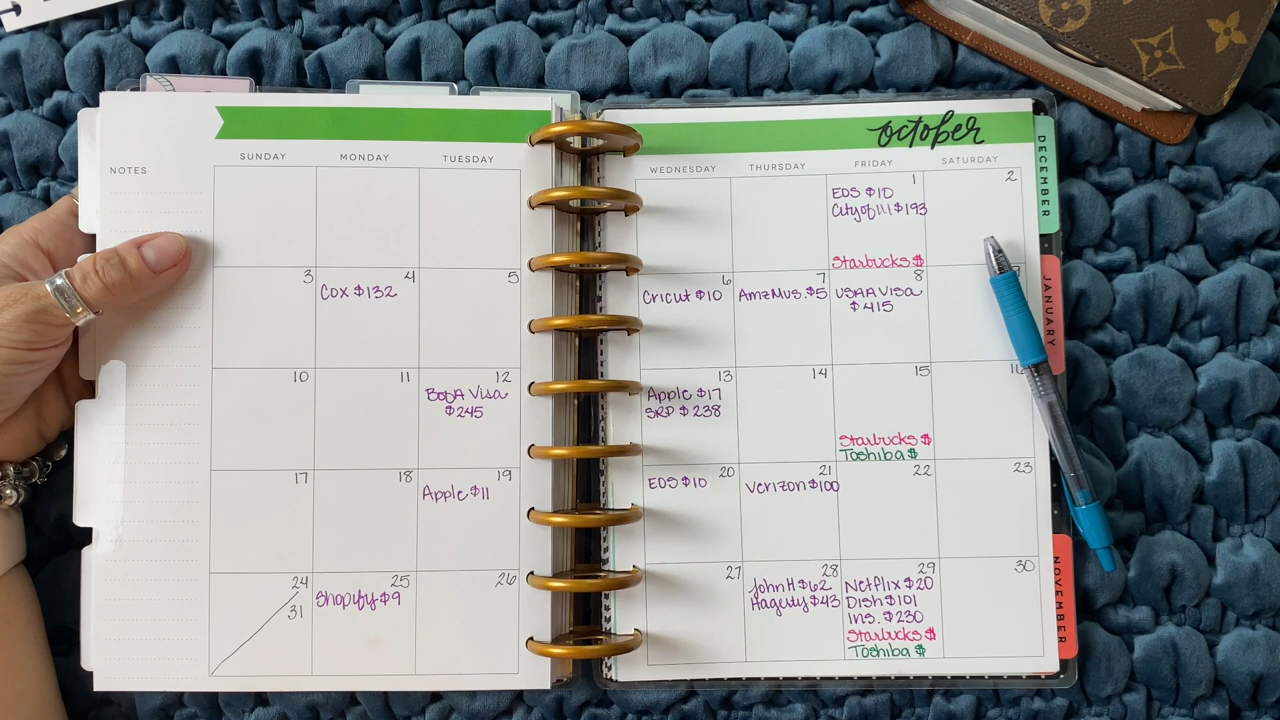 october
NOTES
SUNDAY MONDAY TUESDAY WEDNESDAY THURSDAY FRIDAY SATURDAY
1 2
EOS $10
City of $193
Starbucks $
3 4 5 6 7 8
Cox $132
Cricut $10
AmzMus. $5
USAA Visa
$415
10 11 12 13 14 15 16
BofA Visa
$245
Apple $17
SRP $238
Starbucks $
Toshiba $
17 18 19 20 21 22 23
Apple $11
EOS $10
Verizon $100
24 25 26 27 28 29 30
31
Shopify $9
John H $62
Hagerty $43
Netflix $20
Dish $101
Ins. $230
Starbucks $
Toshiba $
DECEMBER
JANUARY
NOVEMBER